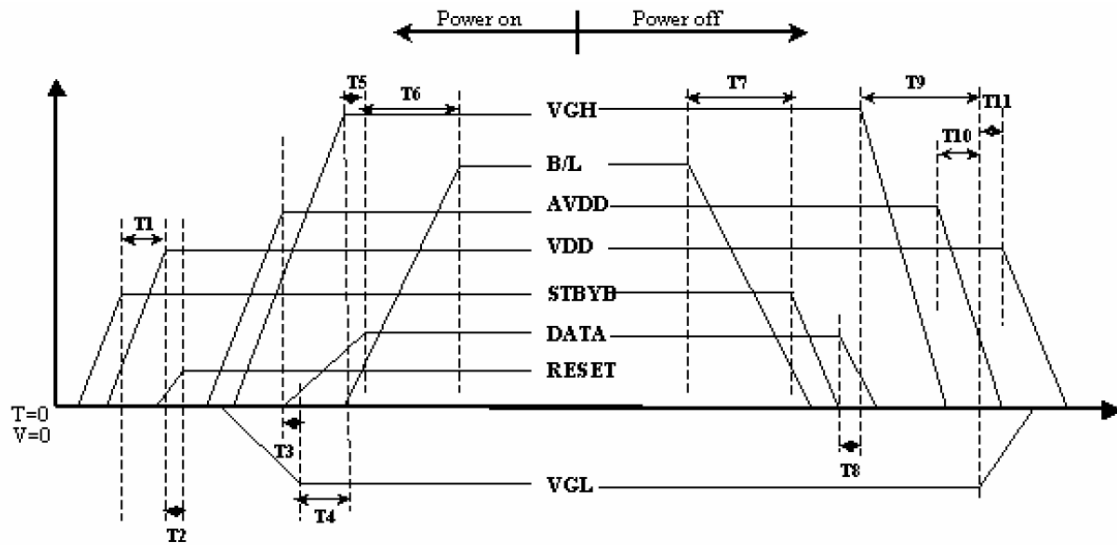 Power on Power off
T5
T6
T7
T9
T11
VGH
T10
B/L
AVDD
T1
VDD
STBYB
DATA
RESET
T=0
V=0
T3
T8
VGL
T4
T2